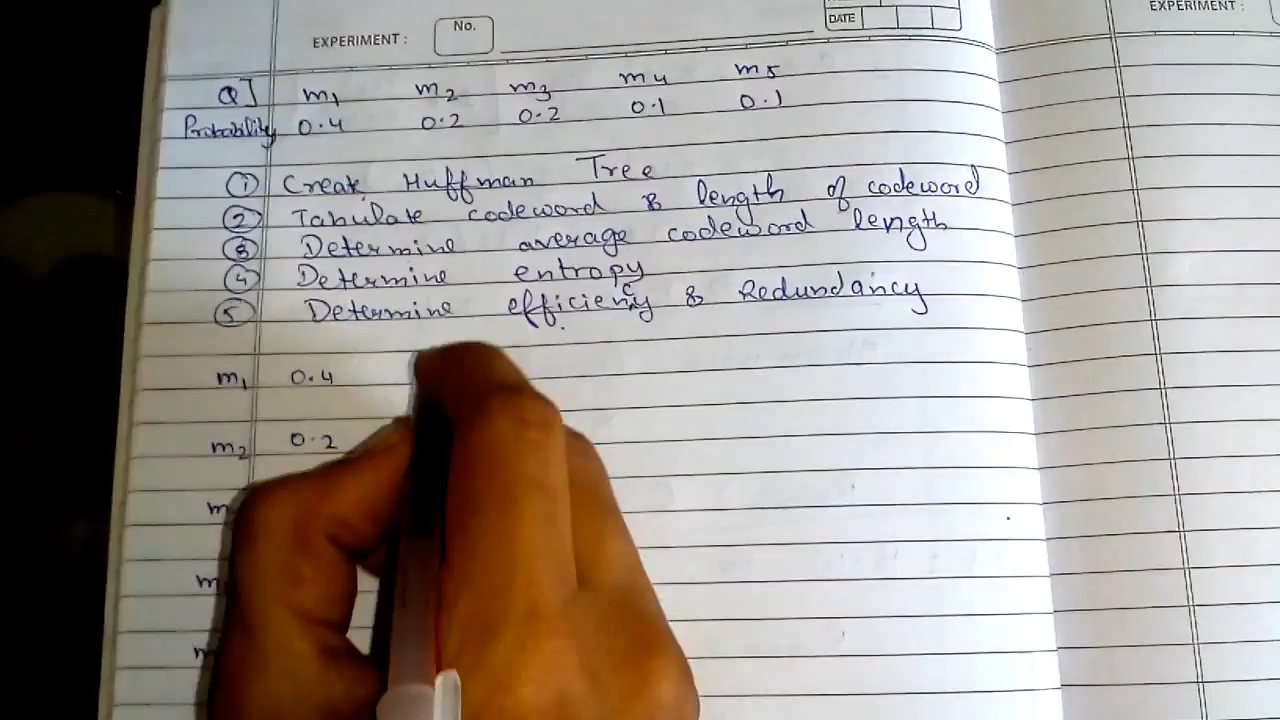 EXPERIMENT : No. DATE
EXPERIMENT :
Q] m1 m2 m3 m4 m5
Probability 0.4 0.2 0.2 0.1 0.1
① Create Huffman Tree
② Tabulate codeword & length of codeword
③ Determine average codeword length
④ Determine entropy
⑤ Determine efficiency & Redundancy
m1 0.4
m2 0.2
m
m